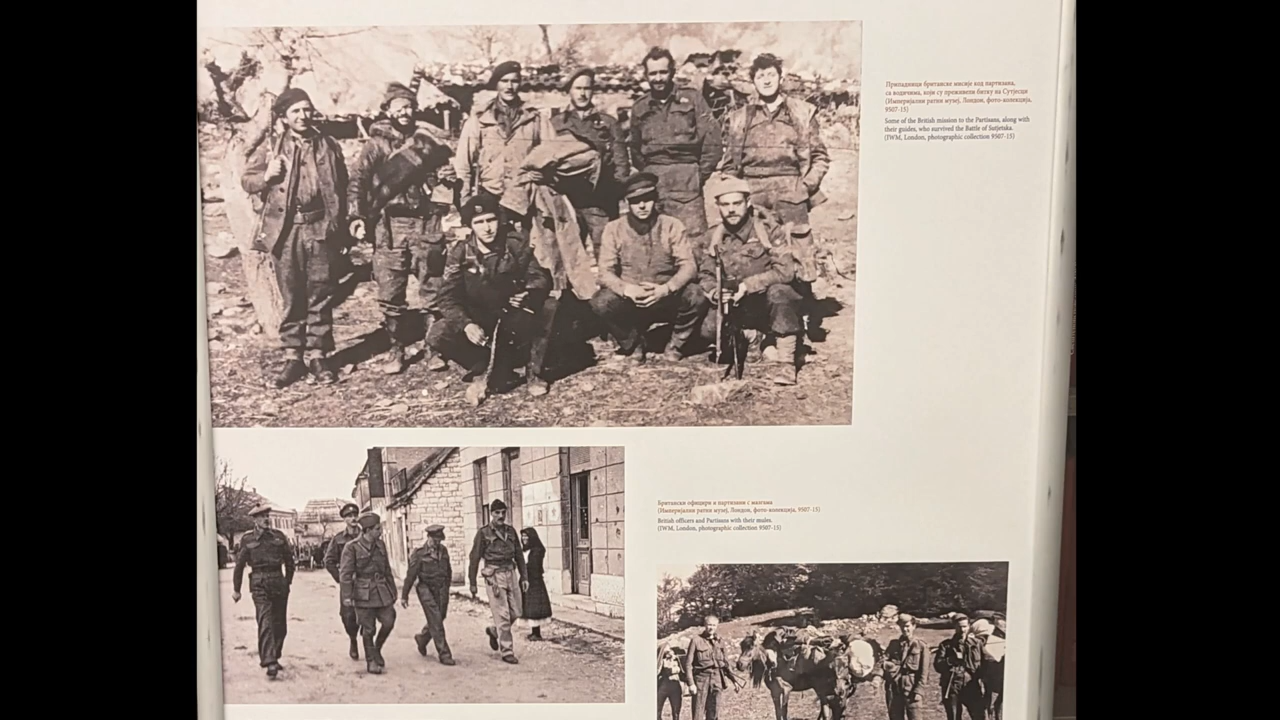 Припадници британске мисије код партизана,
са водичима, који су преживели битку на Сутјесци
(Империјални ратни музеј, Лондон, фото-колекција,
9507-15)
Some of the British mission to the Partisans, along with
their guides, who survived the Battle of Sutjetska.
(IWM, London, photographic collection 9507-15)
Британски официри и партизани с мазгама
(Империјални ратни музеј, Лондон, фото-колекција, 9507-15)
British officers and Partisans with their mules.
(IWM, London, photographic collection 9507-15)